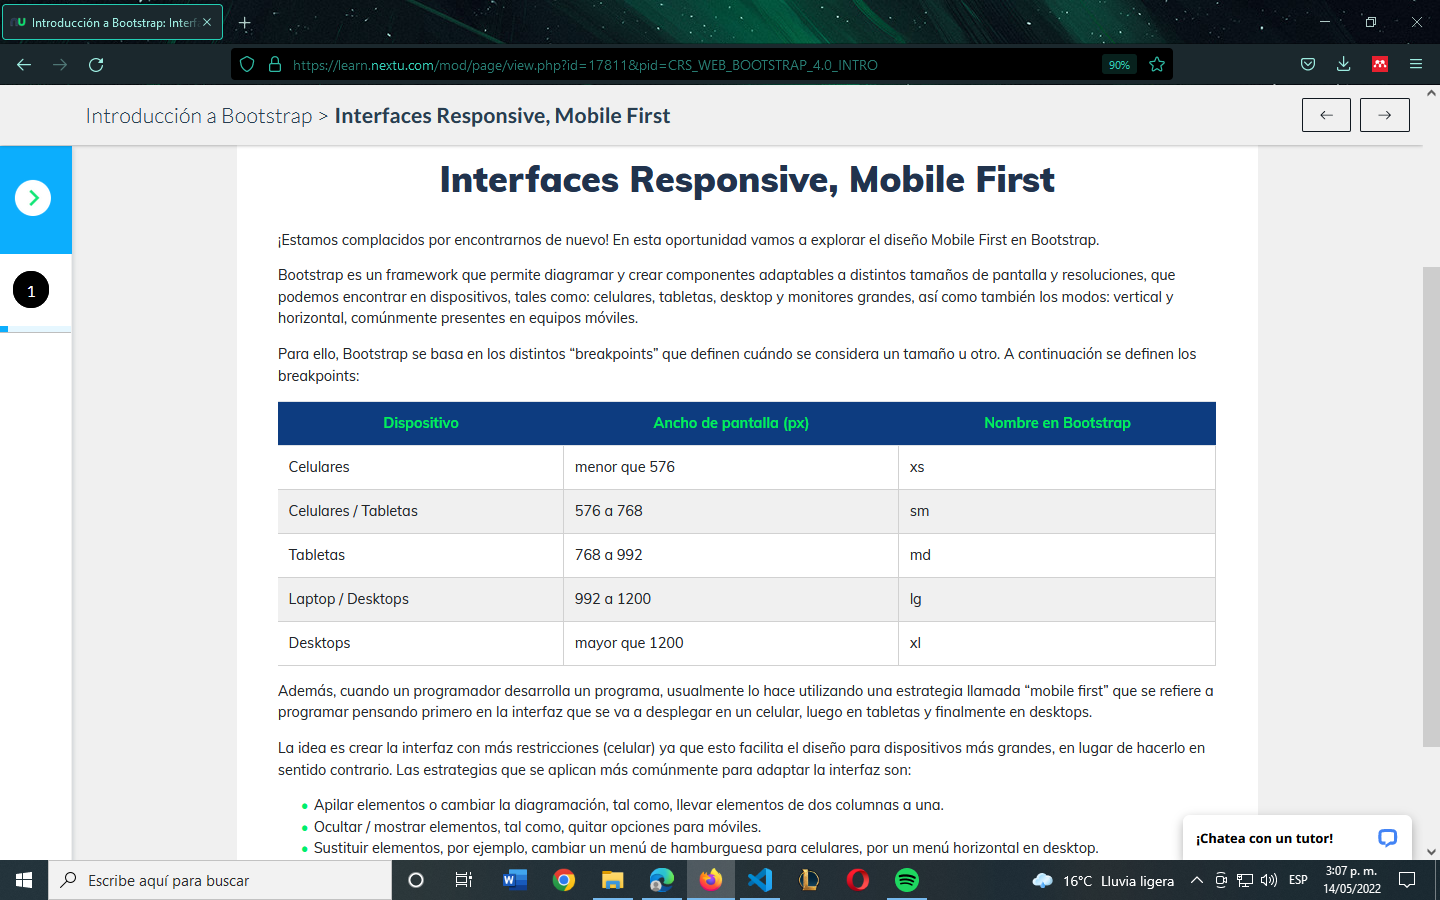 Introducción a Bootstrap: Interf
https://learn.nextu.com/mod/page/view.php?id=17811&pid=CRS_WEB_BOOTSTRAP_4.0_INTRO
90%
Introducción a Bootstrap > Interfaces Responsive, Mobile First
1
Interfaces Responsive, Mobile First
¡Estamos complacidos por encontrarnos de nuevo! En esta oportunidad vamos a explorar el diseño Mobile First en Bootstrap.
Bootstrap es un framework que permite diagramar y crear componentes adaptables a distintos tamaños de pantalla y resoluciones, que
podemos encontrar en dispositivos, tales como: celulares, tabletas, desktop y monitores grandes, así como también los modos: vertical y
horizontal, comúnmente presentes en equipos móviles.
Para ello, Bootstrap se basa en los distintos “breakpoints” que definen cuándo se considera un tamaño u otro. A continuación se definen los
breakpoints:
Dispositivo Ancho de pantalla (px) Nombre en Bootstrap
Celulares menor que 576 xs
Celulares / Tabletas 576 a 768 sm
Tabletas 768 a 992 md
Laptop / Desktops 992 a 1200 lg
Desktops mayor que 1200 xl
Además, cuando un programador desarrolla un programa, usualmente lo hace utilizando una estrategia llamada “mobile first” que se refiere a
programar pensando primero en la interfaz que se va a desplegar en un celular, luego en tabletas y finalmente en desktops.
La idea es crear la interfaz con más restricciones (celular) ya que esto facilita el diseño para dispositivos más grandes, en lugar de hacerlo en
sentido contrario. Las estrategias que se aplican más comúnmente para adaptar la interfaz son:
• Apilar elementos o cambiar la diagramación, tal como, llevar elementos de dos columnas a una.
• Ocultar / mostrar elementos, tal como, quitar opciones para móviles.
• Sustituir elementos, por ejemplo, cambiar un menú de hamburguesa para celulares, por un menú horizontal en desktop.
¡Chatea con un tutor!
Escribe aquí para buscar
16°C Lluvia ligera
ESP
3:07 p. m.
14/05/2022